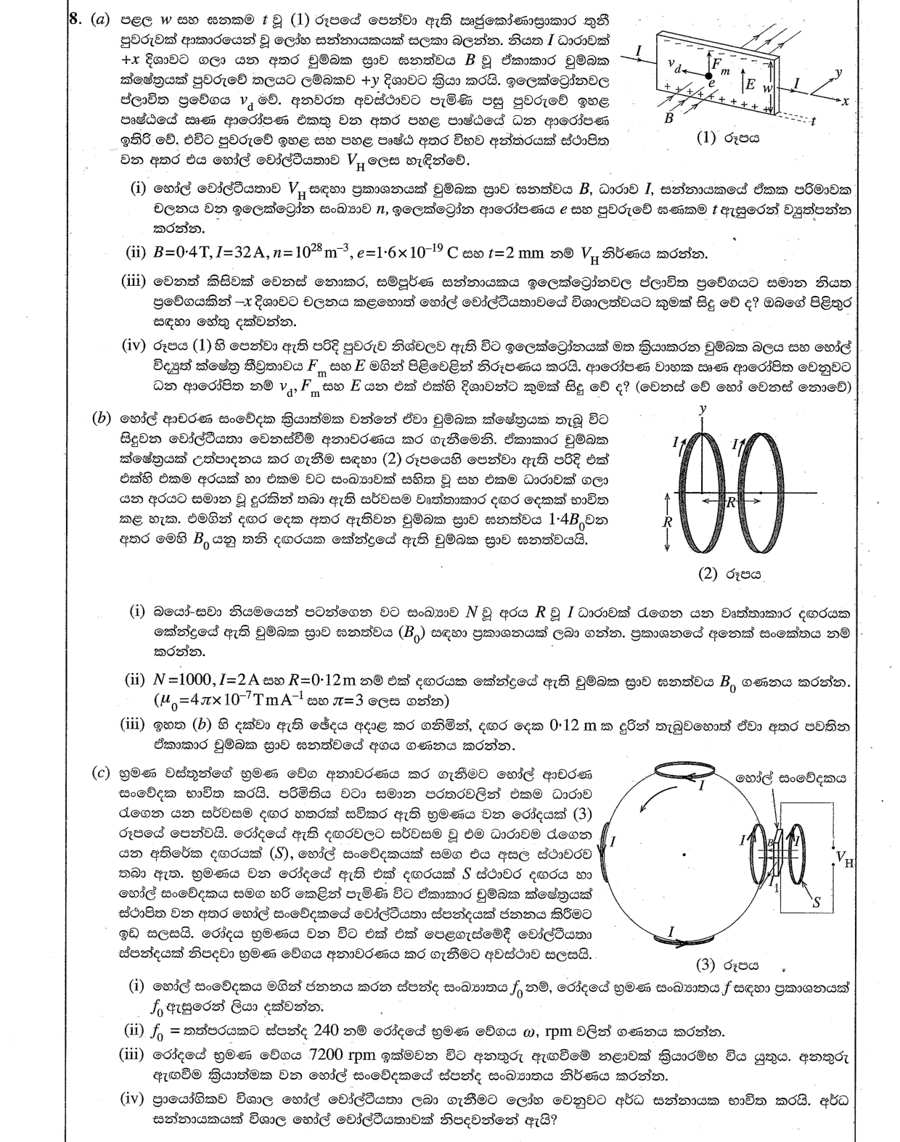 8. (a) පළල w සහ ඝනකම t වූ (1) රූපයේ පෙන්වා ඇති ඍජුකෝණාස්‍රාකාර තුනී
පුවරුවක් ආකාරයෙන් වූ ලෝහ සන්නායකයක් සලකා බලන්න. නියත I ධාරාවක්
+x දිශාවට ගලා යන අතර චුම්බක ස්‍රාව ඝනත්වය B වූ ඒකාකාර චුම්බක
ක්ෂේත්‍රයක් පුවරුවේ තලයට ලම්බකව +y දිශාවට ක්‍රියා කරයි. ඉලෙක්ට්‍රෝනවල
ප්ලාවිත ප්‍රවේගය v_d වේ. අනවරත අවස්ථාවට පැමිණි පසු පුවරුවේ ඉහළ
පෘෂ්ඨයේ ඍණ ආරෝපණ එකතු වන අතර පහළ පාෂ්ඨයේ ධන ආරෝපණ
ඉතිරි වේ. එවිට පුවරුවේ ඉහළ සහ පහළ පෘෂ්ඨ අතර විභව අන්තරයක් ස්ථාපිත
වන අතර එය හෝල් වෝල්ටීයතාව V_H ලෙස හැඳින්වේ.
I v_d F_m e E w I y x B t
(1) රූපය
(i) හෝල් වෝල්ටීයතාව V_H සඳහා ප්‍රකාශනයක් චුම්බක ස්‍රාව ඝනත්වය B, ධාරාව I, සන්නායකයේ ඒකක පරිමාවක
චලනය වන ඉලෙක්ට්‍රෝන සංඛ්‍යාව n, ඉලෙක්ට්‍රෝන ආරෝපණය e සහ පුවරුවේ ඝණකම t ඇසුරෙන් ව්‍යුත්පන්න
කරන්න.
(ii) B=0·4T, I=32A, n=10²⁸m⁻³, e=1·6×10⁻¹⁹ C සහ t=2 mm නම් V_H නිර්ණය කරන්න.
(iii) වෙනත් කිසිවක් වෙනස් නොකර, සම්පූර්ණ සන්නායකය ඉලෙක්ට්‍රෝනවල ප්ලාවිත ප්‍රවේගයට සමාන නියත
ප්‍රවේගයකින් –x දිශාවට චලනය කළහොත් හෝල් වෝල්ටීයතාවයේ විශාලත්වයට කුමක් සිදු වේ ද? ඔබගේ පිළිතුර
සඳහා හේතු දක්වන්න.
(iv) රූපය (1) හි පෙන්වා ඇති පරිදි පුවරුව නිශ්චලව ඇති විට ඉලෙක්ට්‍රෝනයක් මත ක්‍රියාකරන චුම්බක බලය සහ හෝල්
විද්‍යුත් ක්ෂේත්‍ර තීව්‍රතාවය F_m සහ E මගින් පිළිවෙළින් නිරූපණය කරයි. ආරෝපණ වාහක ඍණ ආරෝපිත වෙනුවට
ධන ආරෝපිත නම් v_d, F_m සහ E යන එක් එක්හි දිශාවන්ට කුමක් සිදු වේ ද? (වෙනස් වේ හෝ වෙනස් නොවේ)
(b) හෝල් ආචරණ සංවේදක ක්‍රියාත්මක වන්නේ ඒවා චුම්බක ක්ෂේත්‍රයක තැබූ විට
සිදුවන වෝල්ටීයතා වෙනස්වීම් අනාවරණය කර ගැනීමෙනි. ඒකාකාර චුම්බක
ක්ෂේත්‍රයක් උත්පාදනය කර ගැනීම සඳහා (2) රූපයෙහි පෙන්වා ඇති පරිදි එක්
එක්හි එකම අරයක් හා එකම වට සංඛ්‍යාවක් සහිත වූ සහ එකම ධාරාවක් ගලා
යන අරයට සමාන වූ දුරකින් තබා ඇති සර්වසම වෘත්තාකාර දඟර දෙකක් භාවිත
කළ හැක. එමගින් දඟර දෙක අතර ඇතිවන චුම්බක ස්‍රාව ඝනත්වය 1·4B₀වන
අතර මෙහි B₀ යනු තනි දඟරයක කේන්ද්‍රයේ ඇති චුම්බක ස්‍රාව ඝනත්වයයි.
y I I R R
(2) රූපය
(i) බයෝ-සවා නියමයෙන් පටන්ගෙන වට සංඛ්‍යාව N වූ අරය R වූ I ධාරාවක් රැගෙන යන වෘත්තාකාර දඟරයක
කේන්ද්‍රයේ ඇති චුම්බක ස්‍රාව ඝනත්වය (B₀) සඳහා ප්‍රකාශනයක් ලබා ගන්න. ප්‍රකාශනයේ අනෙක් සංකේතය නම්
කරන්න.
(ii) N=1000, I=2A සහ R=0·12m නම් එක් දඟරයක කේන්ද්‍රයේ ඇති චුම්බක ස්‍රාව ඝනත්වය B₀ ගණනය කරන්න.
(μ₀=4π×10⁻⁷TmA⁻¹ සහ π=3 ලෙස ගන්න)
(iii) ඉහත (b) හි දක්වා ඇති ඡේදය අදාළ කර ගනිමින්, දඟර දෙක 0·12 m ක දුරින් තැබුවහොත් ඒවා අතර පවතින
ඒකාකාර චුම්බක ස්‍රාව ඝනත්වයේ අගය ගණනය කරන්න.
(c) භ්‍රමණ වස්තූන්ගේ භ්‍රමණ වේග අනාවරණය කර ගැනීමට හෝල් ආචරණ
සංවේදක භාවිත කරයි. පරිමිතිය වටා සමාන පරතරවලින් එකම ධාරාව
රැගෙන යන සර්වසම දඟර හතරක් සවිකර ඇති භ්‍රමණය වන රෝදයක් (3)
රූපයේ පෙන්වයි. රෝදයේ ඇති දඟරවලට සර්වසම වූ එම ධාරාවම රැගෙන
යන අතිරේක දඟරයක් (S), හෝල් සංවේදකයක් සමග එය අසල ස්ථාවරව
තබා ඇත. භ්‍රමණය වන රෝදයේ ඇති එක් දඟරයක් S ස්ථාවර දඟරය හා
හෝල් සංවේදකය සමග හරි කෙළින් පැමිණි විට ඒකාකාර චුම්බක ක්ෂේත්‍රයක්
ස්ථාපිත වන අතර හෝල් සංවේදකයේ වෝල්ටීයතා ස්පන්දයක් ජනනය කිරීමට
ඉඩ සලසයි. රෝදය භ්‍රමණය වන විට එක් එක් පෙළගැස්මේදී වෝල්ටීයතා
ස්පන්දයක් නිපදවා භ්‍රමණ වේගය අනාවරණය කර ගැනීමට අවස්ථාව සලසයි.
හෝල් සංවේදකය
I I I I I B V_H S
(3) රූපය
(i) හෝල් සංවේදකය මගින් ජනනය කරන ස්පන්ද සංඛ්‍යාතය f₀ නම්, රෝදයේ භ්‍රමණ සංඛ්‍යාතය f සඳහා ප්‍රකාශනයක්
f₀ ඇසුරෙන් ලියා දක්වන්න.
(ii) f₀ = තත්පරයකට ස්පන්ද 240 නම් රෝදයේ භ්‍රමණ වේගය ω, rpm වලින් ගණනය කරන්න.
(iii) රෝදයේ භ්‍රමණ වේගය 7200 rpm ඉක්මවන විට අනතුරු ඇඟවීමේ නළාවක් ක්‍රියාරම්භ විය යුතුය. අනතුරු
ඇඟවීම ක්‍රියාත්මක වන හෝල් සංවේදකයේ ස්පන්ද සංඛ්‍යාතය නිර්ණය කරන්න.
(iv) ප්‍රායෝගිකව විශාල හෝල් වෝල්ටීයතා ලබා ගැනීමට ලෝහ වෙනුවට අර්ධ සන්නායක භාවිත කරයි. අර්ධ
සන්නායකයක් විශාල හෝල් වෝල්ටීයතාවක් නිපදවන්නේ ඇයි?